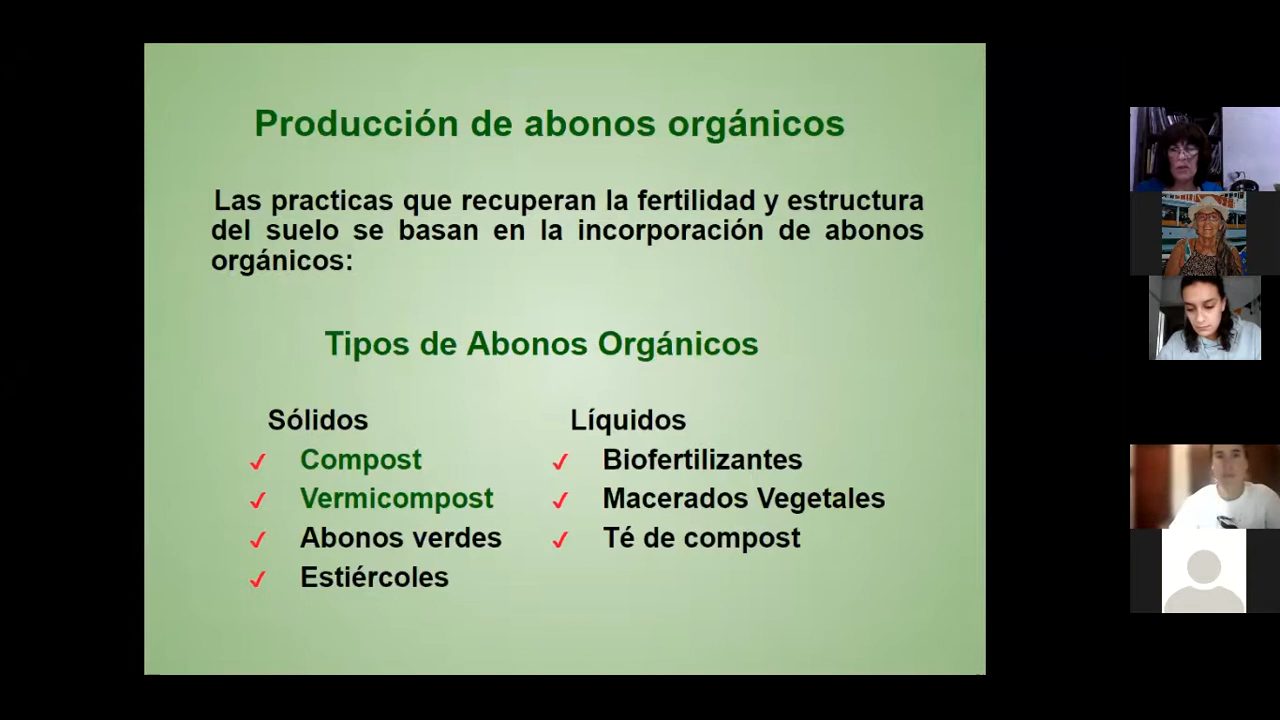 Producción de abonos orgánicos
Las practicas que recuperan la fertilidad y estructura
del suelo se basan en la incorporación de abonos
orgánicos:
Tipos de Abonos Orgánicos
Sólidos
✓ Compost
✓ Vermicompost
✓ Abonos verdes
✓ Estiércoles
Líquidos
✓ Biofertilizantes
✓ Macerados Vegetales
✓ Té de compost